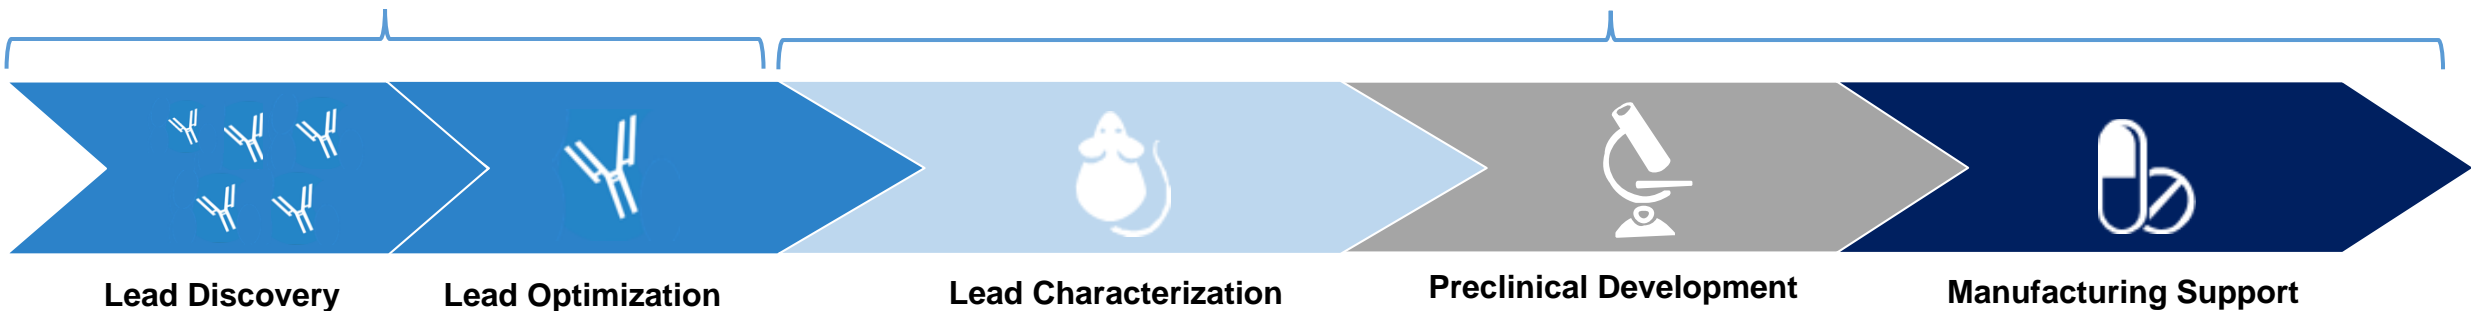 Lead Discovery
Lead Optimization
Lead Characterization
Preclinical Development
Manufacturing Support